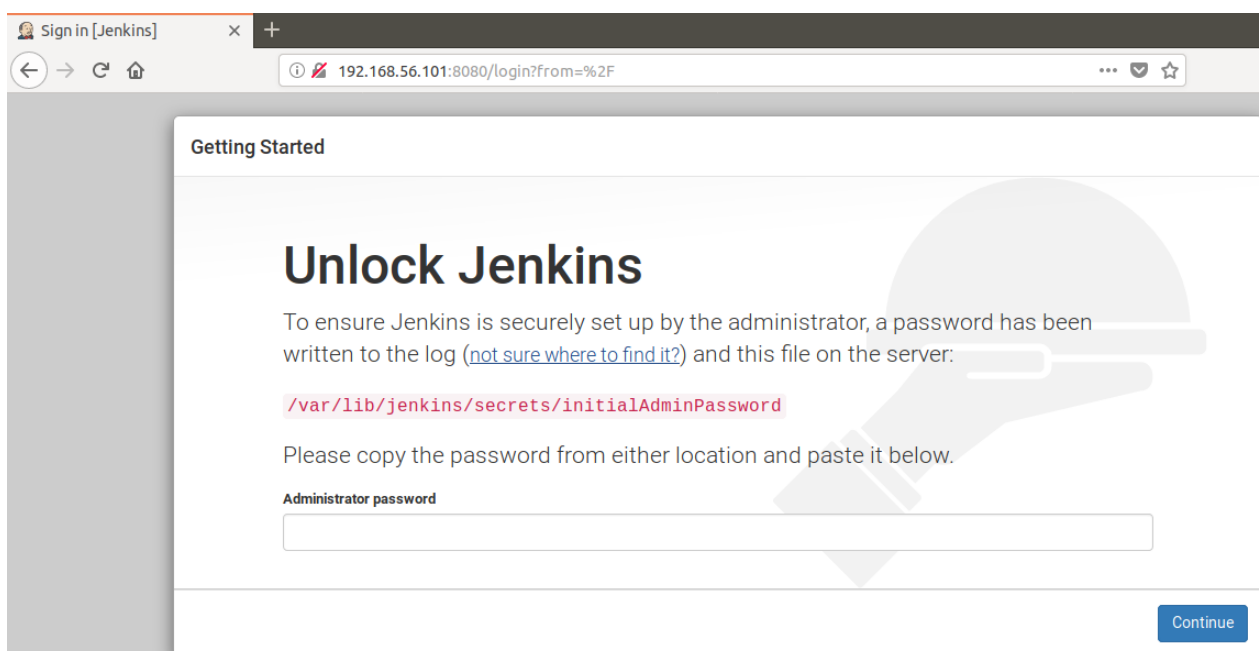 Sign in [Jenkins]
192.168.56.101:8080/login?from=%2F
Getting Started
Unlock Jenkins
To ensure Jenkins is securely set up by the administrator, a password has been
written to the log (not sure where to find it?) and this file on the server:
/var/lib/jenkins/secrets/initialAdminPassword
Please copy the password from either location and paste it below.
Administrator password
Continue